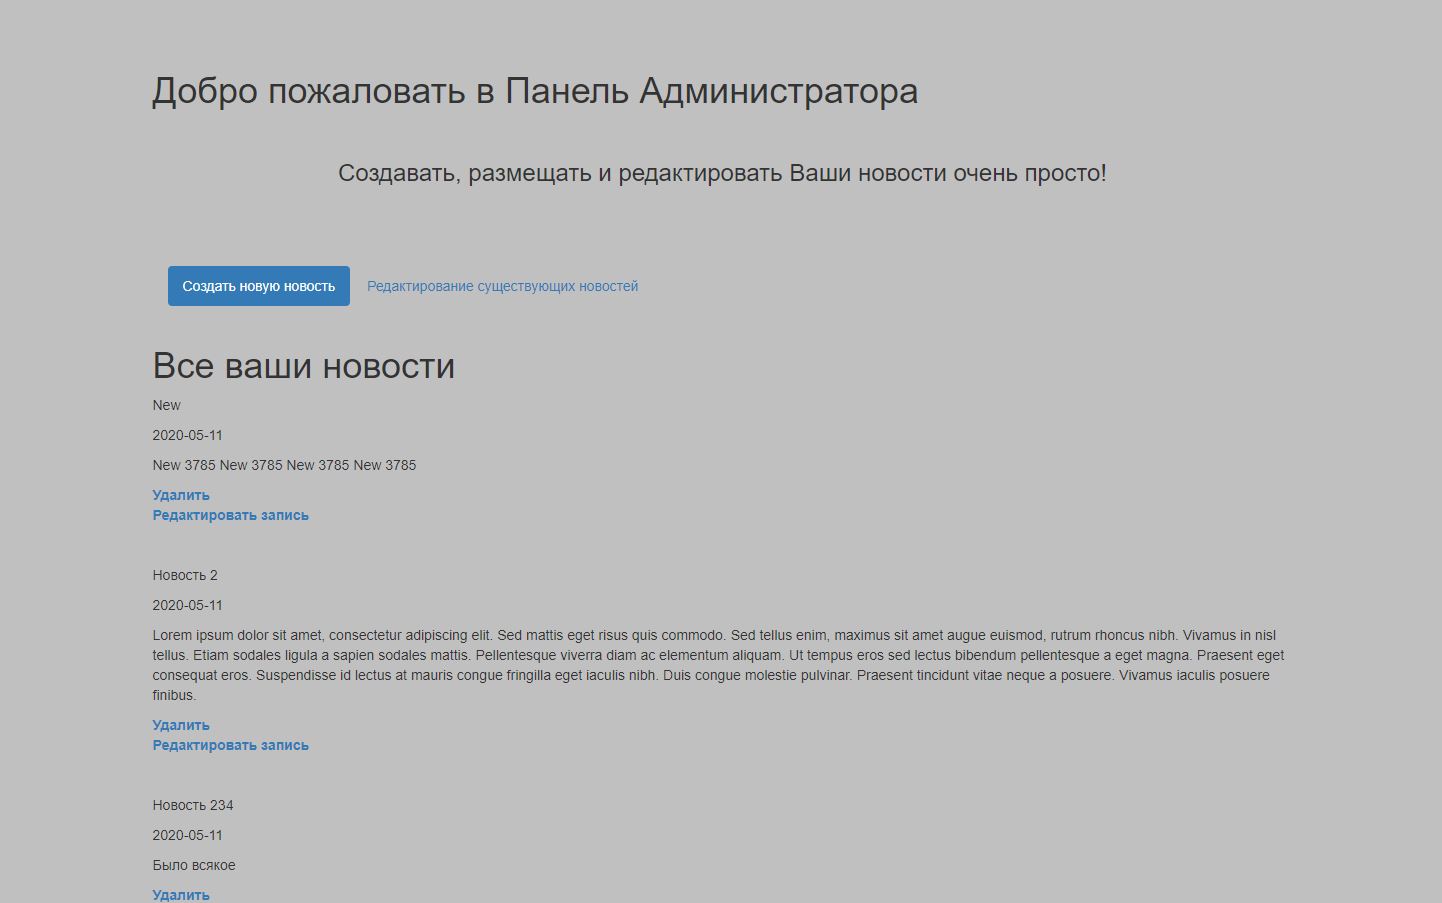 Добро пожаловать в Панель Администратора
Создавать, размещать и редактировать Ваши новости очень просто!
Создать новую новость Редактирование существующих новостей
Все ваши новости
New
2020-05-11
New 3785 New 3785 New 3785 New 3785
Удалить
Редактировать запись
Новость 2
2020-05-11
Lorem ipsum dolor sit amet, consectetur adipiscing elit. Sed mattis eget risus quis commodo. Sed tellus enim, maximus sit amet augue euismod, rutrum rhoncus nibh. Vivamus in nisl
tellus. Etiam sodales ligula a sapien sodales mattis. Pellentesque viverra diam ac elementum aliquam. Ut tempus eros sed lectus bibendum pellentesque a eget magna. Praesent eget
consequat eros. Suspendisse id lectus at mauris congue fringilla eget iaculis nibh. Duis congue molestie pulvinar. Praesent tincidunt vitae neque a posuere. Vivamus iaculis posuere
finibus.
Удалить
Редактировать запись
Новость 234
2020-05-11
Было всякое
Удалить